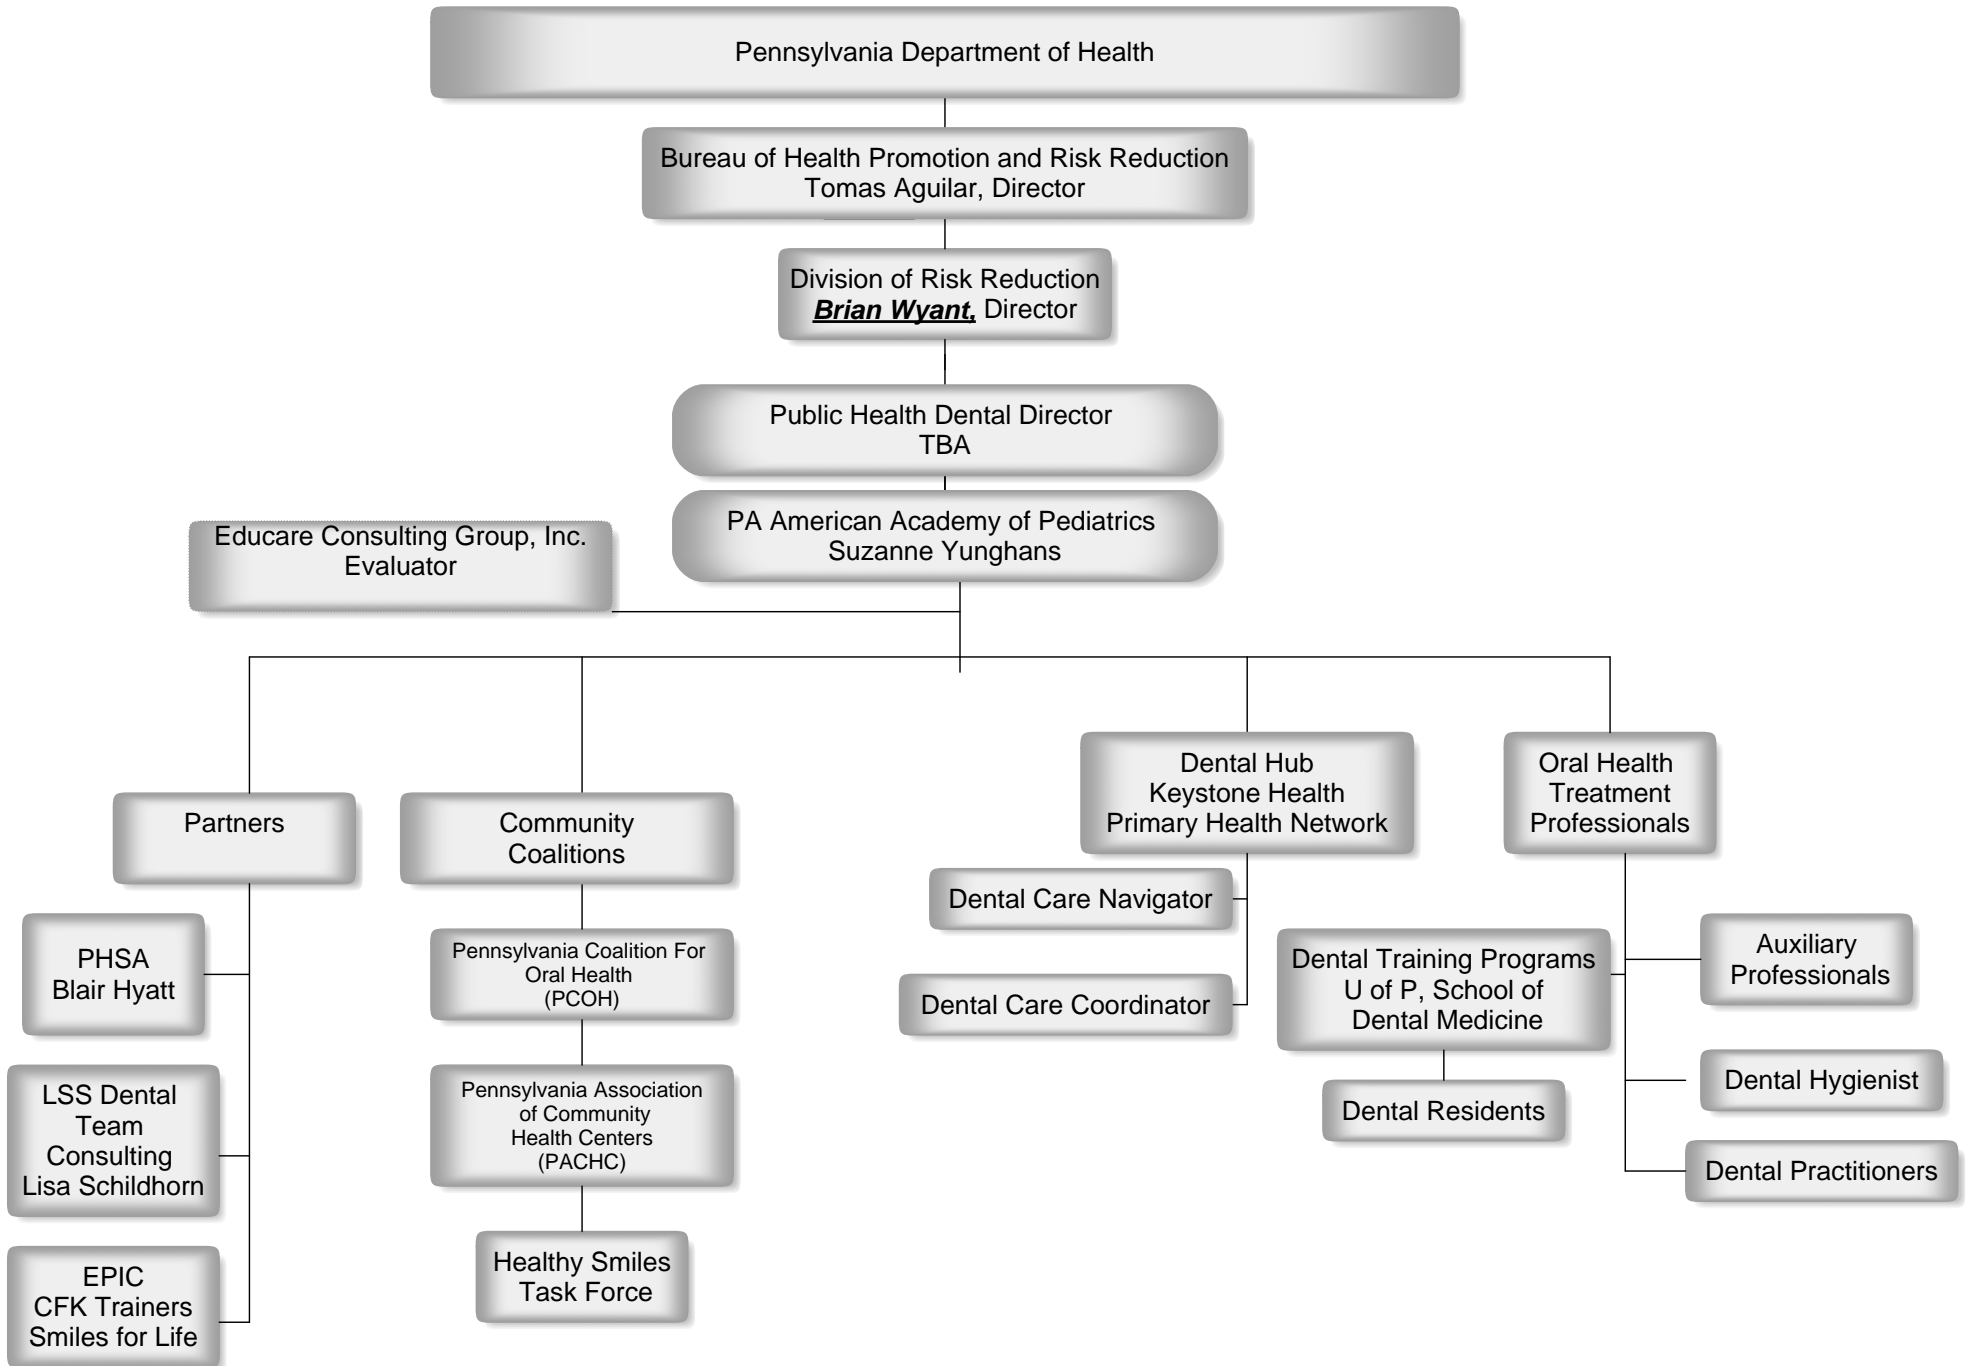 Pennsylvania Department of Health
Bureau of Health Promotion and Risk Reduction
Tomas Aguilar, Director
Division of Risk Reduction
Brian Wyant, Director
Public Health Dental Director
TBA
PA American Academy of Pediatrics
Suzanne Yunghans
Educare Consulting Group, Inc.
Evaluator
Partners
PHSA
Blair Hyatt
LSS Dental
Team
Consulting
Lisa Schildhorn
EPIC
CFK Trainers
Smiles for Life
Community
Coalitions
Pennsylvania Coalition For
Oral Health
(PCOH)
Pennsylvania Association
of Community
Health Centers
(PACHC)
Healthy Smiles
Task Force
Dental Hub
Keystone Health
Primary Health Network
Dental Care Navigator
Dental Care Coordinator
Oral Health
Treatment
Professionals
Dental Training Programs
U of P, School of
Dental Medicine
Dental Residents
Auxiliary
Professionals
Dental Hygienist
Dental Practitioners